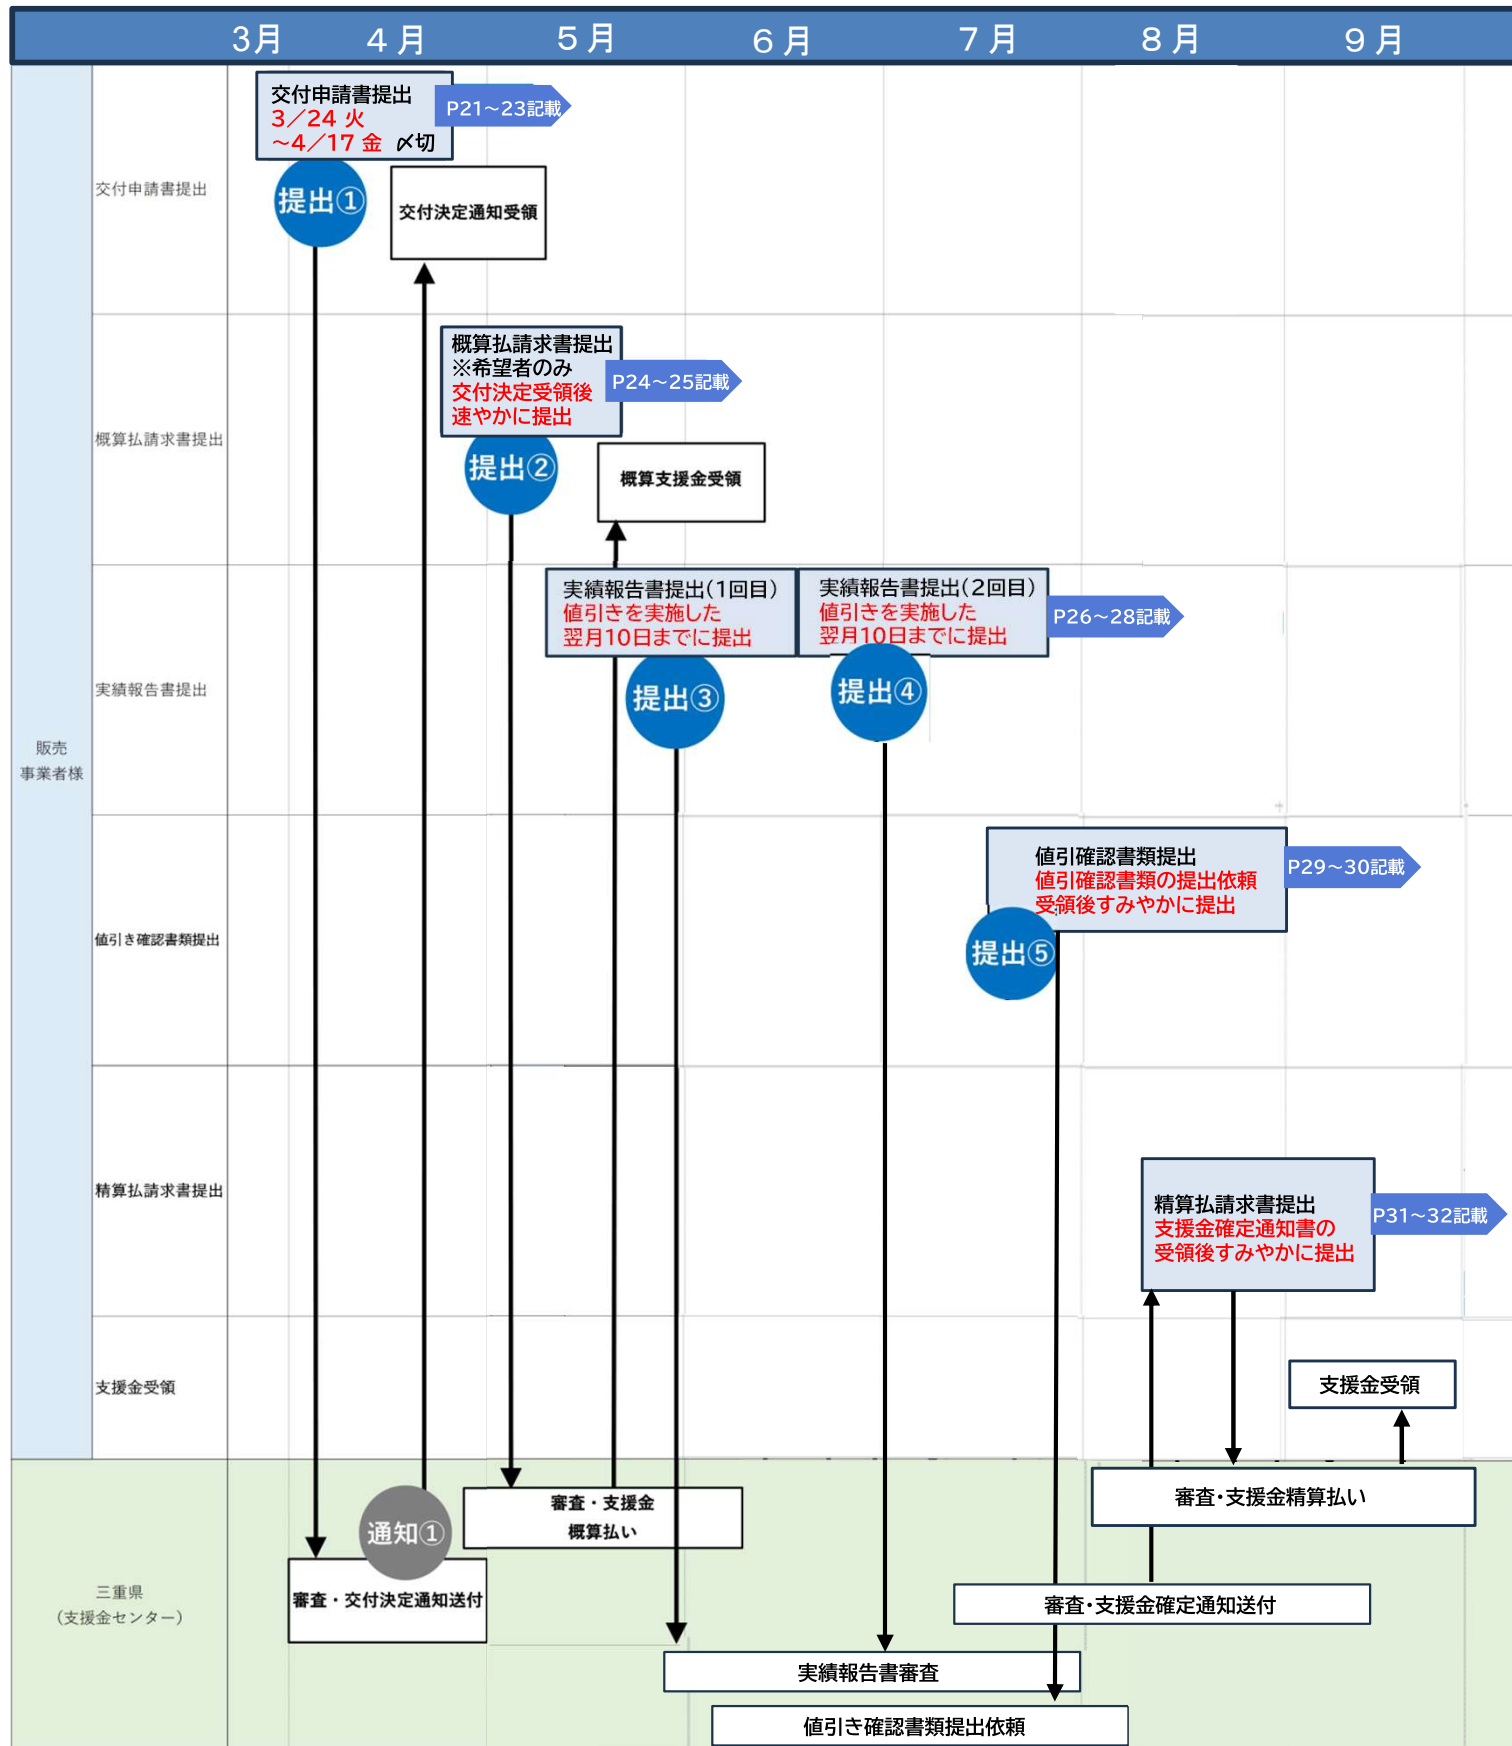 3月 4月 5月 6月 7月 8月 9月
交付申請書提出
3／24 火
～4／17 金 〆切
P21～23記載
交付申請書提出
提出①
交付決定通知受領
概算払請求書提出
※希望者のみ
交付決定受領後
速やかに提出
P24～25記載
概算払請求書提出
提出②
概算支援金受領
実績報告書提出(1回目)
値引きを実施した
翌月10日までに提出
実績報告書提出(2回目)
値引きを実施した
翌月10日までに提出
P26～28記載
実績報告書提出
提出③
提出④
販売
事業者様
値引確認書類提出
値引確認書類の提出依頼
受領後すみやかに提出
P29～30記載
値引き確認書類提出
提出⑤
精算払請求書提出
精算払請求書提出
支援金確定通知書の
受領後すみやかに提出
P31～32記載
支援金受領
支援金受領
審査・支援金
概算払い
審査・支援金精算払い
通知①
三重県
（支援金センター）
審査・交付決定通知送付
審査・支援金確定通知送付
実績報告書審査
値引き確認書類提出依頼